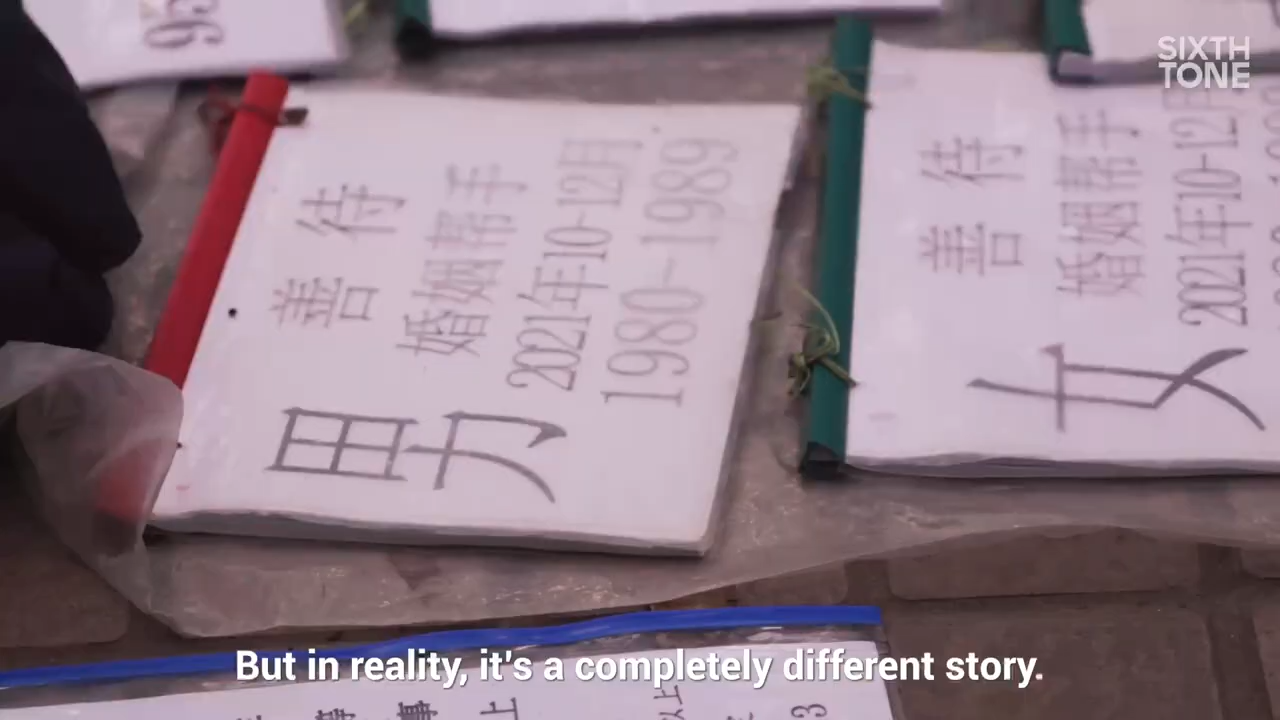 SIXTH
TONE
95
善待
婚姻帮手
2021年10-12月
1980-1989
男
善待
婚姻帮手
2021年10-12月
女
But in reality, it's a completely different story.